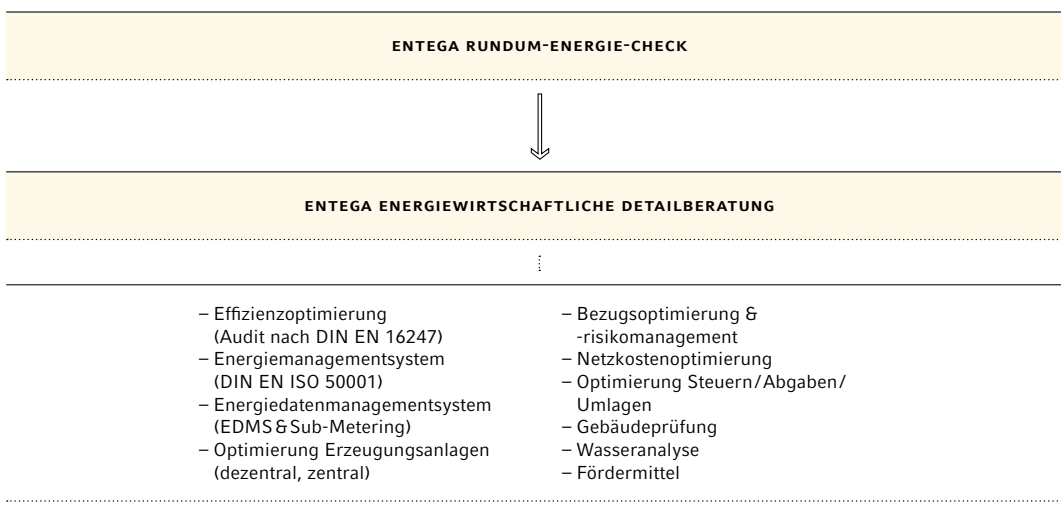 ENTEGA RUNDUM-ENERGIE-CHECK
ENTEGA ENERGIEWIRTSCHAFTLICHE DETAILBERATUNG
– Effizienzoptimierung
(Audit nach DIN EN 16247)
– Energiemanagementsystem
(DIN EN ISO 50001)
– Energiedatenmanagementsystem
(EDMS & Sub-Metering)
– Optimierung Erzeugungsanlagen
(dezentral, zentral)
– Bezugsoptimierung &
-risikomanagement
– Netzkostenoptimierung
– Optimierung Steuern/Abgaben/
Umlagen
– Gebäudeprüfung
– Wasseranalyse
– Fördermittel